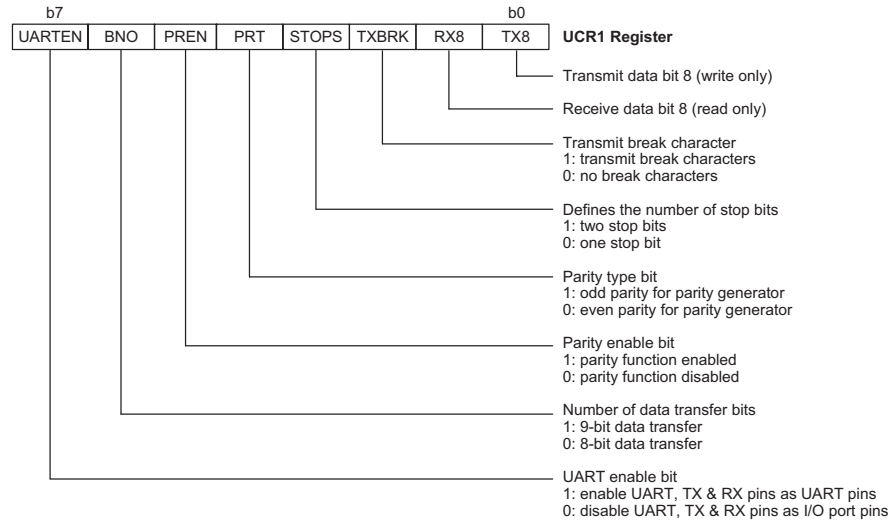 b7 b0
UARTEN BNO PREN PRT STOPS TXBRK RX8 TX8 UCR1 Register
Transmit data bit 8 (write only)
Receive data bit 8 (read only)
Transmit break character
1: transmit break characters
0: no break characters
Defines the number of stop bits
1: two stop bits
0: one stop bit
Parity type bit
1: odd parity for parity generator
0: even parity for parity generator
Parity enable bit
1: parity function enabled
0: parity function disabled
Number of data transfer bits
1: 9-bit data transfer
0: 8-bit data transfer
UART enable bit
1: enable UART, TX & RX pins as UART pins
0: disable UART, TX & RX pins as I/O port pins